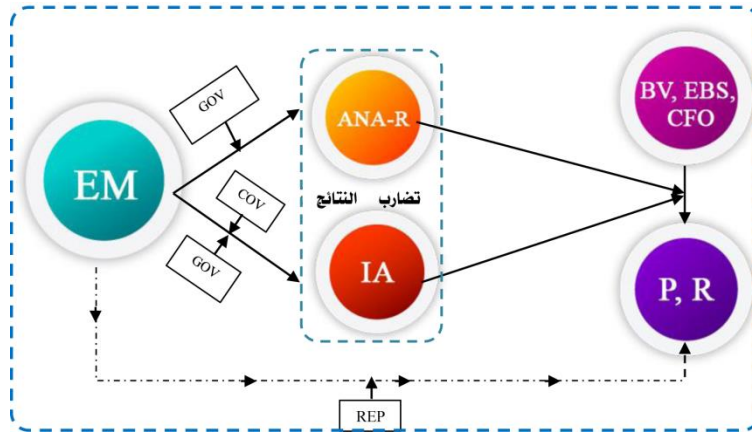 GOV
BV, EBS,
CFO
ANA-R
EM
COV
تضارب النتائج
GOV
IA
P, R
REP